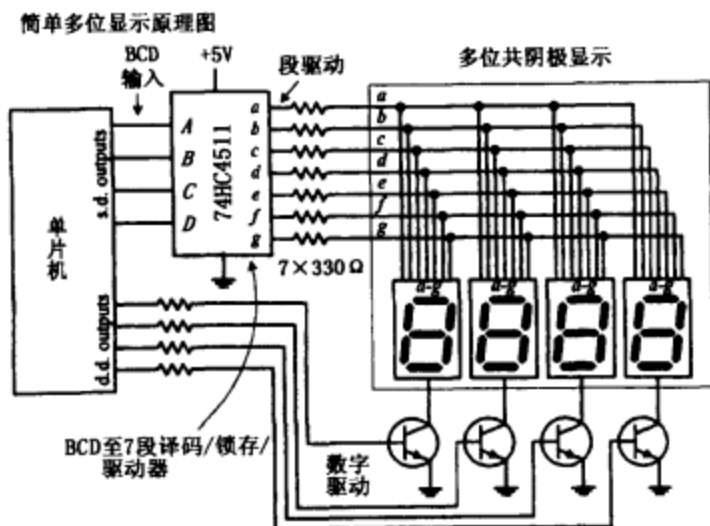 简单多位显示原理图
+5V
BCD
输入
段驱动
多位共阴极显示
单片机
s.d. outputs
d.d. outputs
A
B
C
D
74HC4511
a
b
c
d
e
f
g
a
b
c
d
e
f
g
7×330Ω
a-g
a-g
a-g
a-g
BCD至7段译码/锁存/
驱动器
数字
驱动